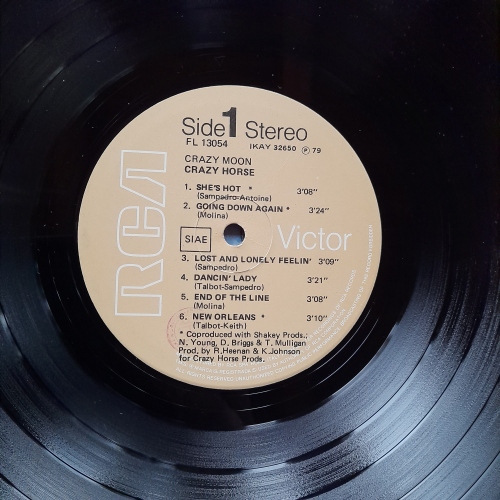 Side 1 Stereo
FL 13054 IKAY 32650 Ⓟ 79
CRAZY MOON
CRAZY HORSE
1. SHE'S HOT * 3'08"
(Sampedro-Antoine)
2. GOING DOWN AGAIN * 3'24"
(Molina)
SIAE
RCA
Victor
3. LOST AND LONELY FEELIN' 3'09"
(Sampedro)
4. DANCIN' LADY 3'21"
(Talbot-Sampedro)
5. END OF THE LINE 3'08"
(Molina)
6. NEW ORLEANS * 3'10"
(Talbot-Keith)
* Coproduced with Shakey Prods.;
N. Young, D. Briggs & T. Mulligan
Prod. by R.Heenan & K.Johnson
for Crazy Horse Prods.